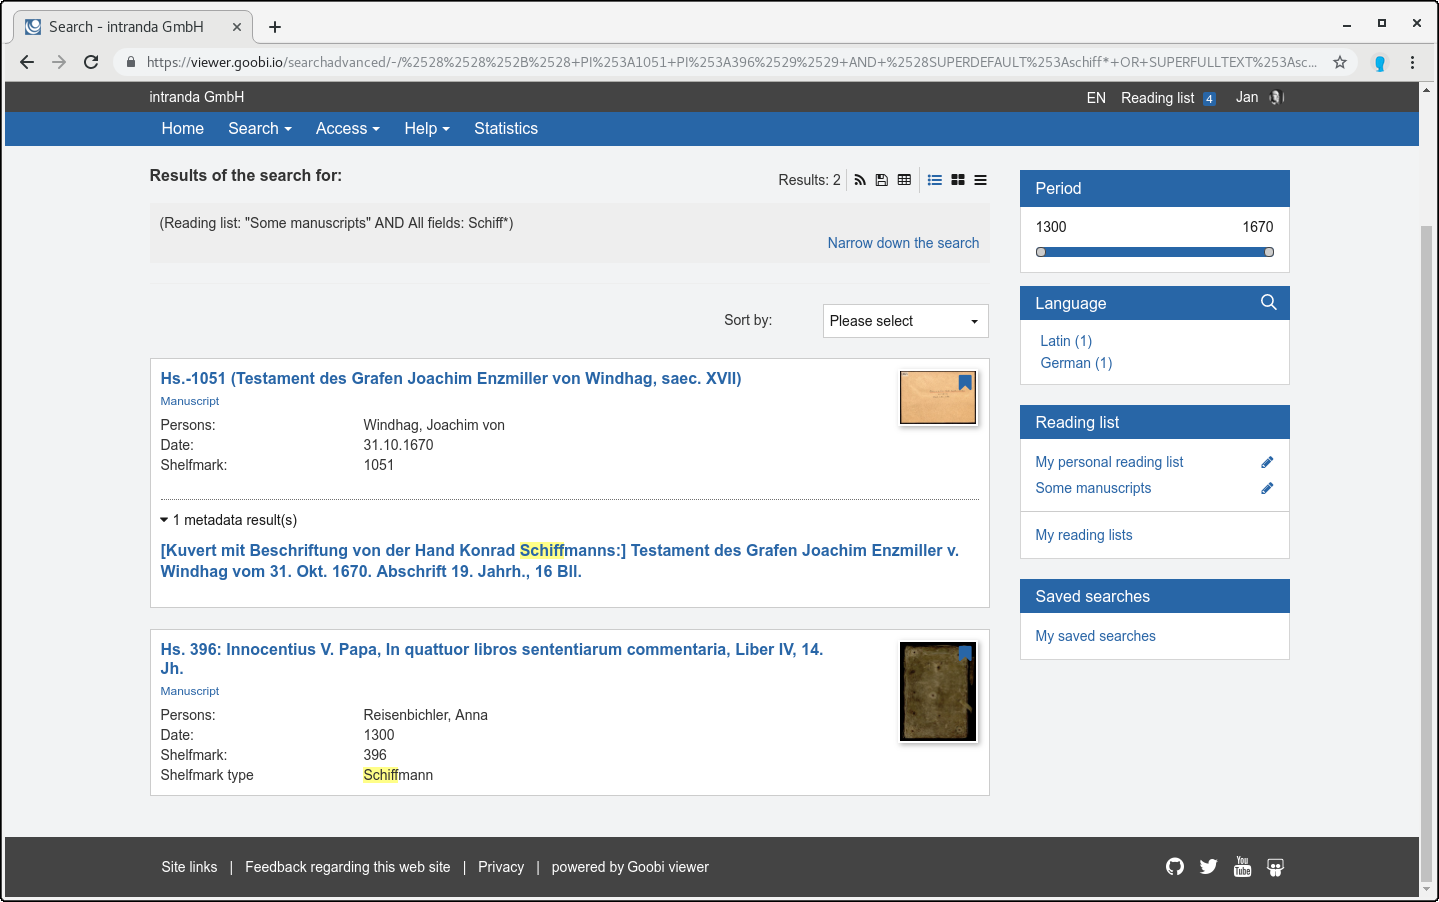 Search - intranda GmbH
https://viewer.goobi.io/searchadvanced/-/%2528%2528%252B%2528+PI%253A1051+PI%253A396%2529%2529+AND+%2528SUPERDEFAULT%253Aschiff*+OR+SUPERFULLTEXT%253Asc...
intranda GmbH
EN Reading list 4 Jan
Home Search Access Help Statistics
Results of the search for:
Results: 2
(Reading list: "Some manuscripts" AND All fields: Schiff*)
Narrow down the search
Sort by: Please select
Hs.-1051 (Testament des Grafen Joachim Enzmiller von Windhag, saec. XVII)
Manuscript
Persons: Windhag, Joachim von
Date: 31.10.1670
Shelfmark: 1051
1 metadata result(s)
[Kuvert mit Beschriftung von der Hand Konrad Schiffmanns:] Testament des Grafen Joachim Enzmiller v.
Windhag vom 31. Okt. 1670. Abschrift 19. Jahrh., 16 Bll.
Hs. 396: Innocentius V. Papa, In quattuor libros sententiarum commentaria, Liber IV, 14.
Jh.
Manuscript
Persons: Reisenbichler, Anna
Date: 1300
Shelfmark: 396
Shelfmark type Schiffmann
Period
1300 1670
Language
Latin (1)
German (1)
Reading list
My personal reading list
Some manuscripts
My reading lists
Saved searches
My saved searches
Site links | Feedback regarding this web site | Privacy | powered by Goobi viewer
You
Tube